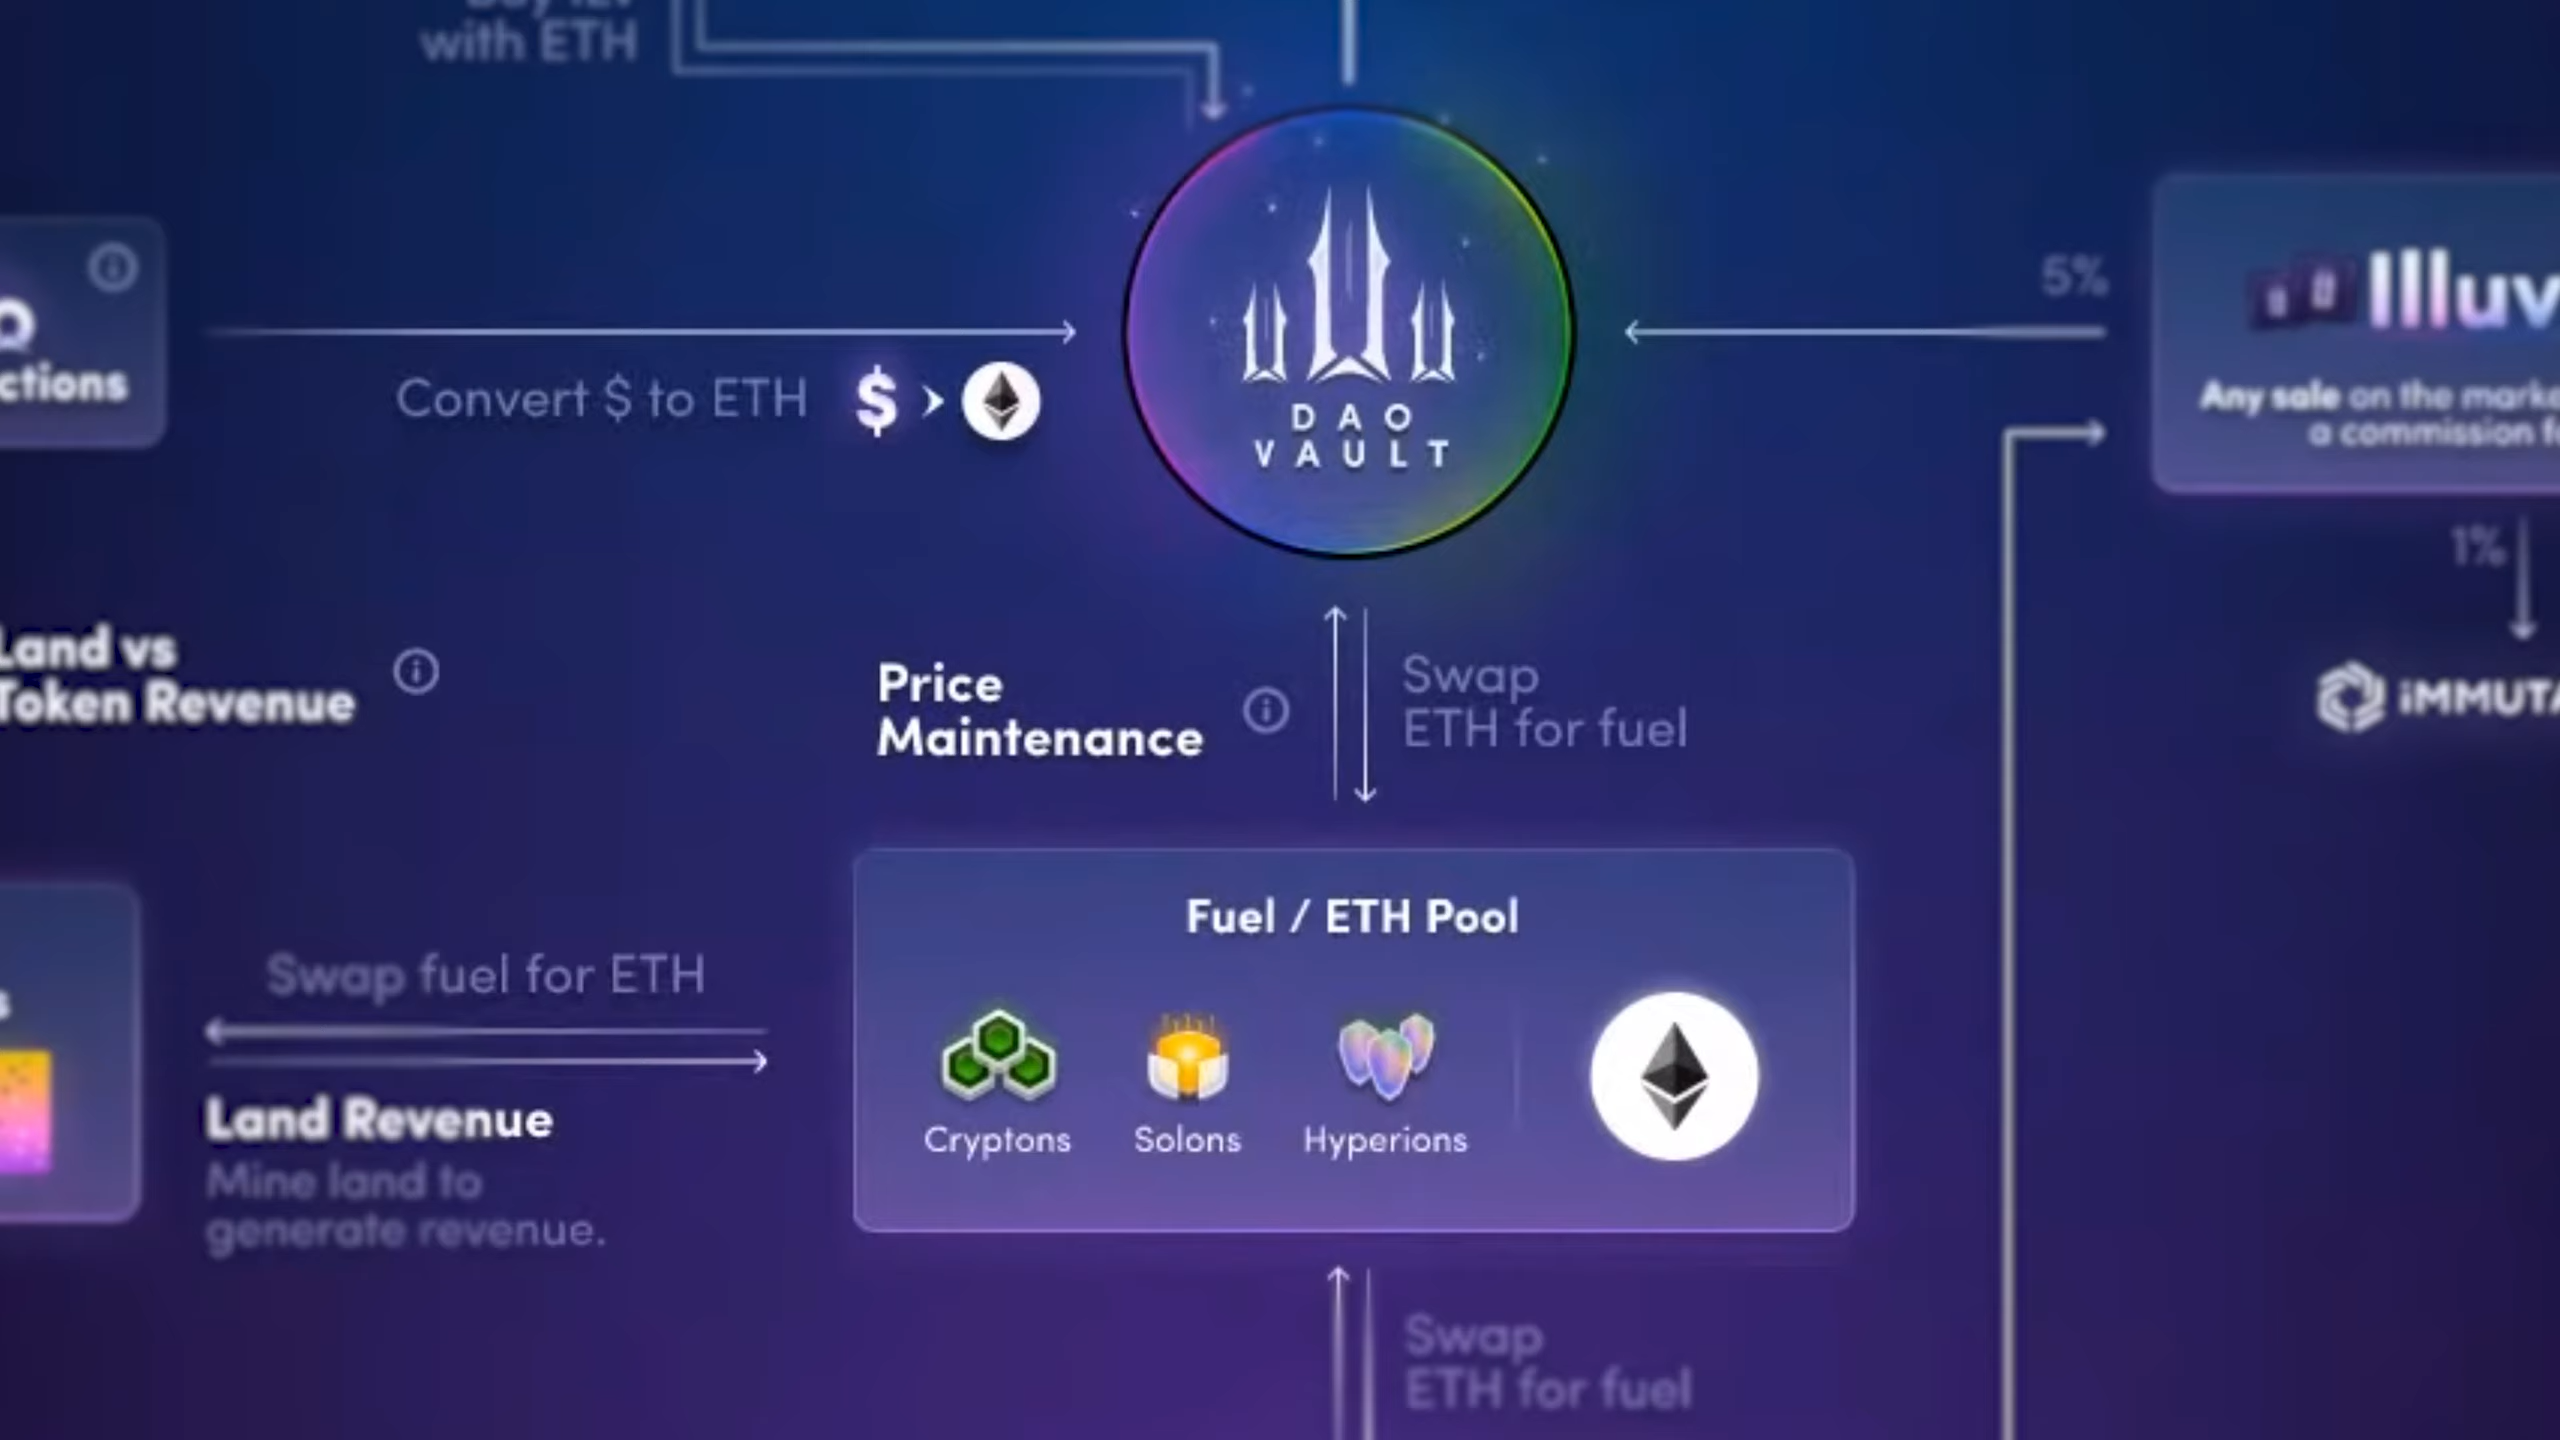 with ETH
5%
Illuv
Any sale on the marke
a commission fo
ctions
Convert $ to ETH $ >
DAO
VAULT
1%
iMMUTA
Land vs
Token Revenue
Price
Maintenance
Swap
ETH for fuel
Fuel / ETH Pool
Cryptons
Solons
Hyperions
Swap fuel for ETH
Land Revenue
Mine land to
generate revenue.
Swap
ETH for fuel